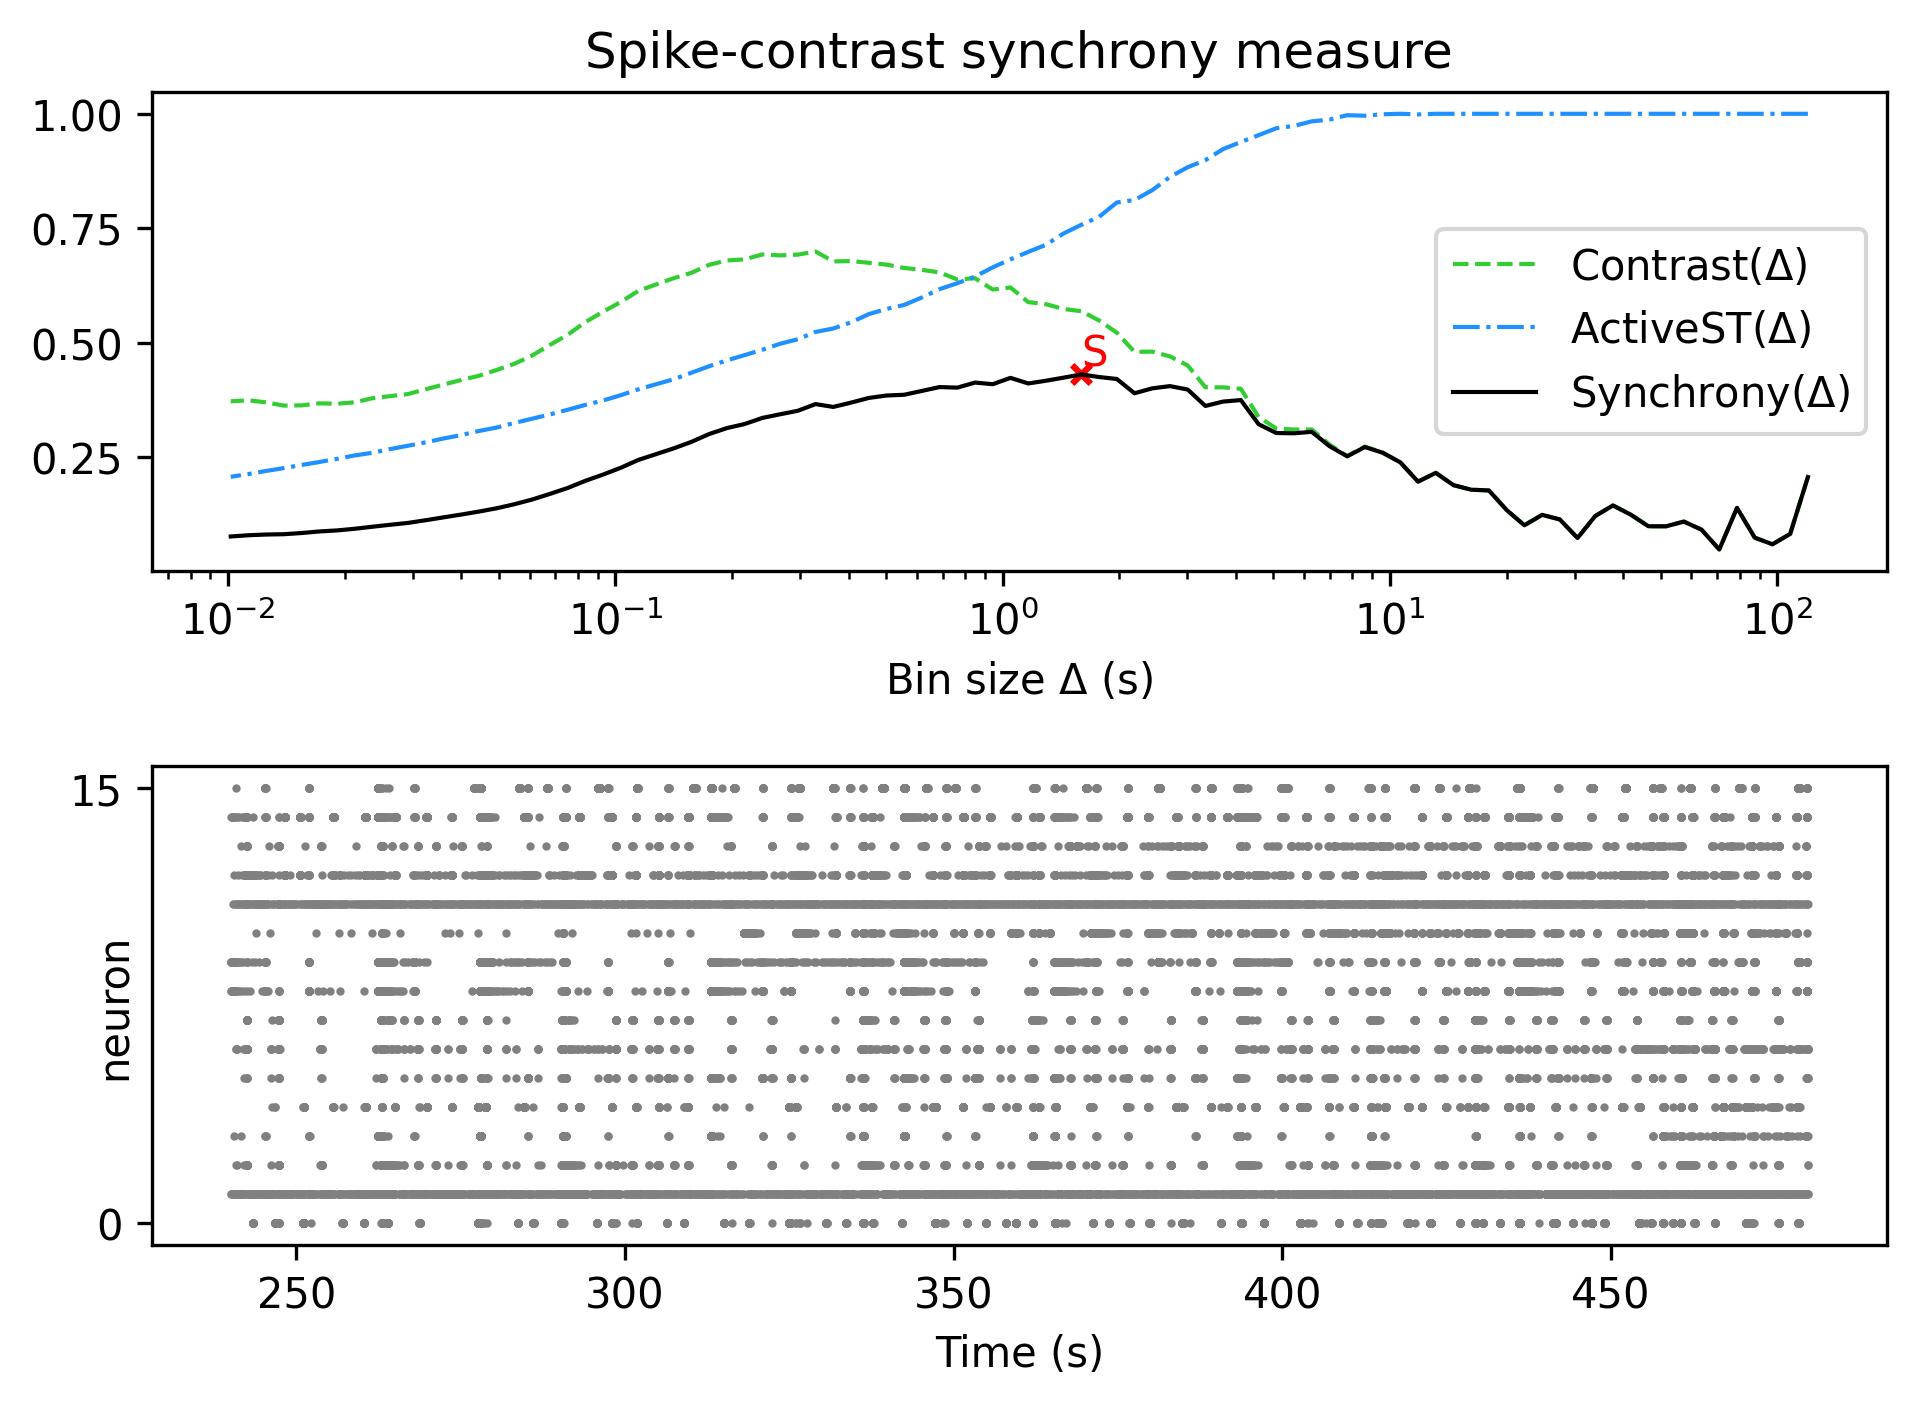 Spike-contrast synchrony measure
1.00
0.75
0.50
0.25
S
Contrast(Δ)
ActiveST(Δ)
Synchrony(Δ)
10⁻² 10⁻¹ 10⁰ 10¹ 10²
Bin size Δ (s)
15
neuron
0
250 300 350 400 450
Time (s)